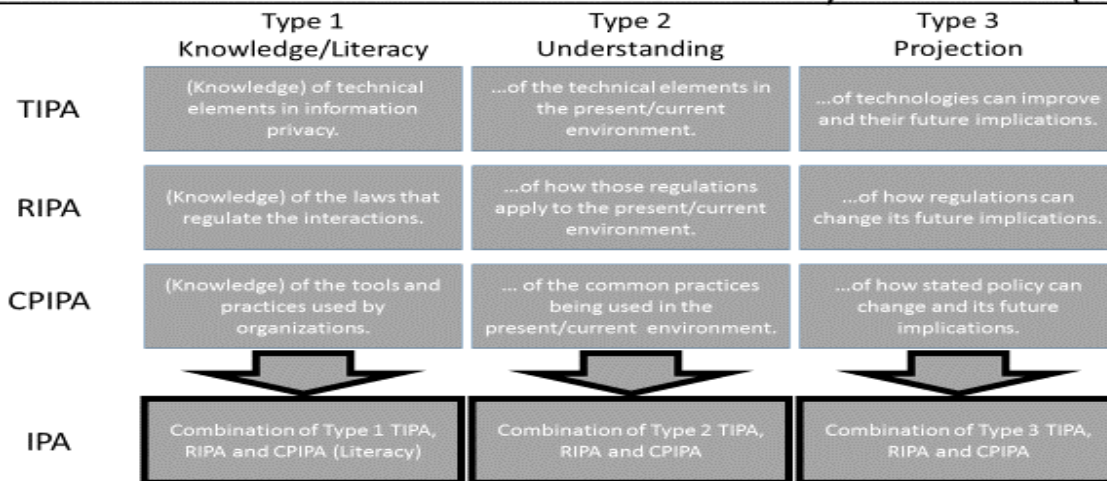 Type 1
Knowledge/Literacy
Type 2
Understanding
Type 3
Projection
TIPA
(Knowledge) of technical
elements in information
privacy.
...of the technical elements in
the present/current
environment.
...of technologies can improve
and their future implications.
RIPA
(Knowledge) of the laws that
regulate the interactions.
...of how those regulations
apply to the present/current
environment.
...of how regulations can
change its future implications.
CPIPA
(Knowledge) of the tools and
practices used by
organizations.
... of the common practices
being used in the
present/current environment.
...of how stated policy can
change and its future
implications.
IPA
Combination of Type 1 TIPA,
RIPA and CPIPA (Literacy)
Combination of Type 2 TIPA,
RIPA and CPIPA
Combination of Type 3 TIPA,
RIPA and CPIPA